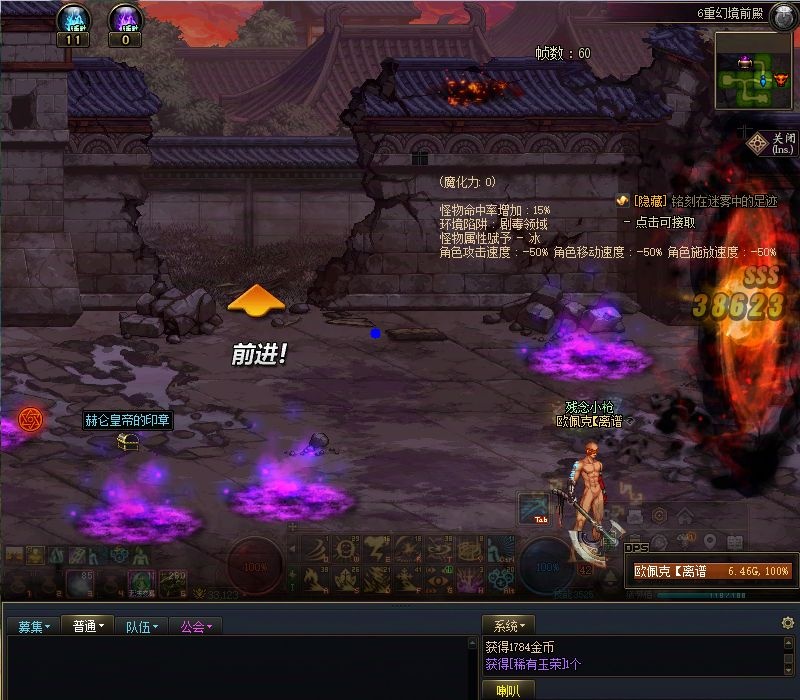 6重幻境前殿
11
0
帧数：60
关闭
(Ins.)
(魔化力: 0)
[隐藏] 铭刻在迷雾中的足迹
- 点击可接取
怪物命中率增加：15%
环境陷阱：剧毒领域
怪物属性赋予 - 冰
角色攻击速度：-50% 角色移动速度：-50% 角色施放速度：-50%
SSS
38623
前进!
赫仑皇帝的印章
残念小枪
欧佩克【离谱
Tab
100%
100%
42
DPS
欧佩克【离谱 6.46G,100%
募集
普通
队伍
公会
系统
获得1784金币
获得[稀有玉荣]1个
喇叭